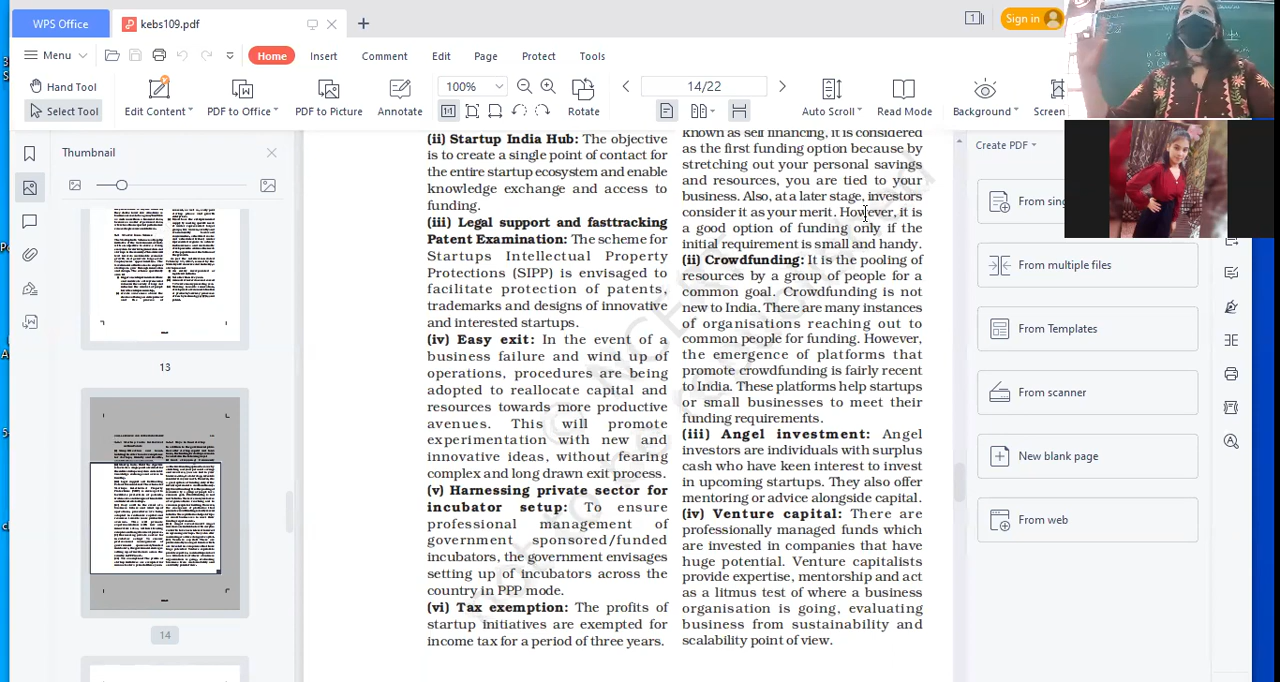 WPS Office
kebs109.pdf
Sign in
Menu
Home
Insert
Comment
Edit
Page
Protect
Tools
Hand Tool
Select Tool
Edit Content
PDF to Office
PDF to Picture
Annotate
100%
Rotate
14/22
Auto Scroll
Read Mode
Background
Screen
Thumbnail
13
14
(ii) Startup India Hub: The objective
is to create a single point of contact for
the entire startup ecosystem and enable
knowledge exchange and access to
funding.
(iii) Legal support and fasttracking
Patent Examination: The scheme for
Startups Intellectual Property
Protections (SIPP) is envisaged to
facilitate protection of patents,
trademarks and designs of innovative
and interested startups.
(iv) Easy exit: In the event of a
business failure and wind up of
operations, procedures are being
adopted to reallocate capital and
resources towards more productive
avenues. This will promote
experimentation with new and
innovative ideas, without fearing
complex and long drawn exit process.
(v) Harnessing private sector for
incubator setup: To ensure
professional management of
government sponsored/funded
incubators, the government envisages
setting up of incubators across the
country in PPP mode.
(vi) Tax exemption: The profits of
startup initiatives are exempted for
income tax for a period of three years.
known as self financing, it is considered
as the first funding option because by
stretching out your personal savings
and resources, you are tied to your
business. Also, at a later stage, investors
consider it as your merit. However, it is
a good option of funding only if the
initial requirement is small and handy.
(ii) Crowdfunding: It is the pooling of
resources by a group of people for a
common goal. Crowdfunding is not
new to India. There are many instances
of organisations reaching out to
common people for funding. However,
the emergence of platforms that
promote crowdfunding is fairly recent
to India. These platforms help startups
or small businesses to meet their
funding requirements.
(iii) Angel investment: Angel
investors are individuals with surplus
cash who have keen interest to invest
in upcoming startups. They also offer
mentoring or advice alongside capital.
(iv) Venture capital: There are
professionally managed funds which
are invested in companies that have
huge potential. Venture capitalists
provide expertise, mentorship and act
as a litmus test of where a business
organisation is going, evaluating
business from sustainability and
scalability point of view.
Create PDF
From sing
From multiple files
From Templates
From scanner
New blank page
From web